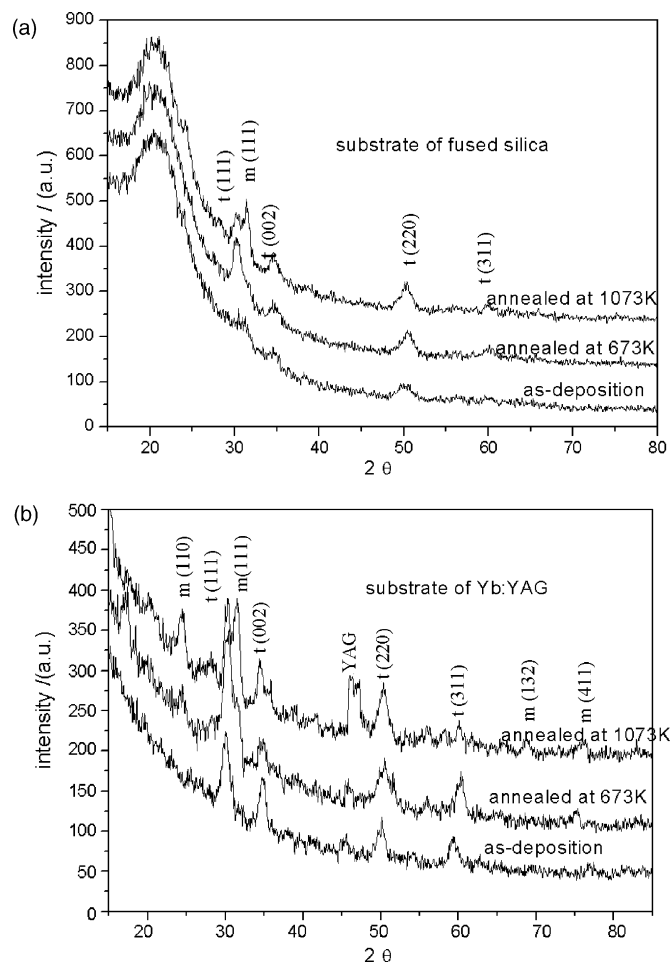 (a)
900
800
700
600
500
400
300
200
100
0
intensity / (a.u.)
substrate of fused silica
t (111)
m (111)
t (002)
t (220)
t (311)
annealed at 1073K
annealed at 673K
as-deposition
20 30 40 50 60 70 80
2 θ
(b)
500
450
400
350
300
250
200
150
100
50
0
intensity /(a.u.)
substrate of Yb:YAG
m (110)
t (111)
m(111)
t (002)
YAG
t (220)
t (311)
m (132)
m (411)
annealed at 1073K
annealed at 673K
as-deposition
20 30 40 50 60 70 80
2 θ